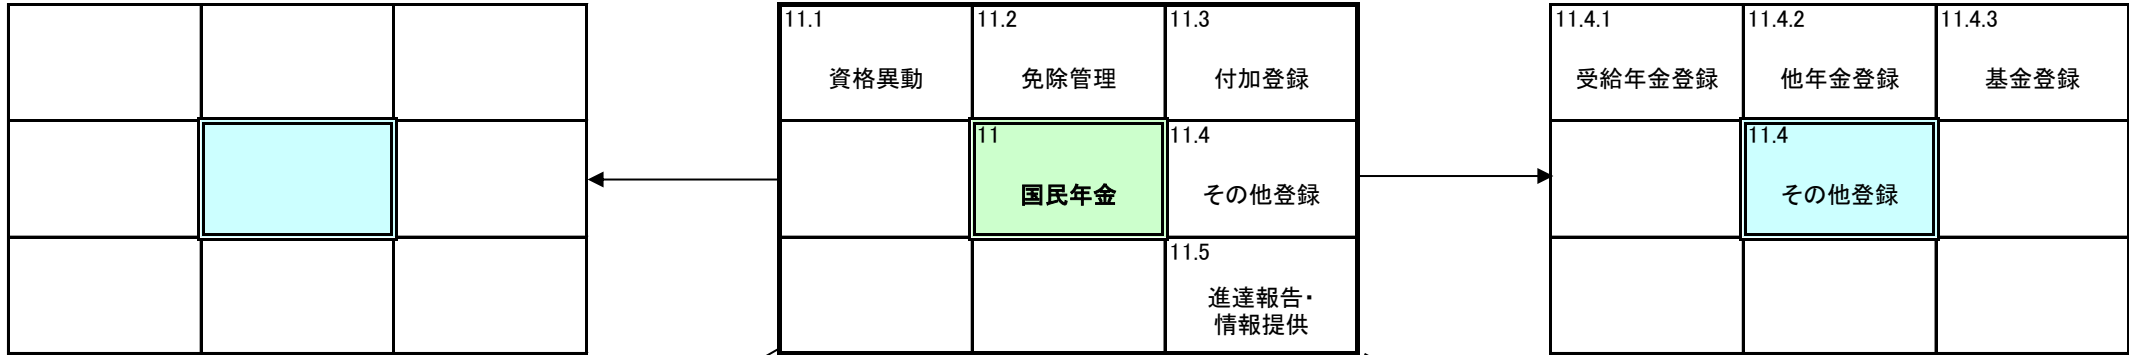 11.1
資格異動
11.2
免除管理
11.3
付加登録
11
国民年金
11.4
その他登録
11.5
進達報告・
情報提供
11.4.1
受給年金登録
11.4.2
他年金登録
11.4.3
基金登録
11.4
その他登録